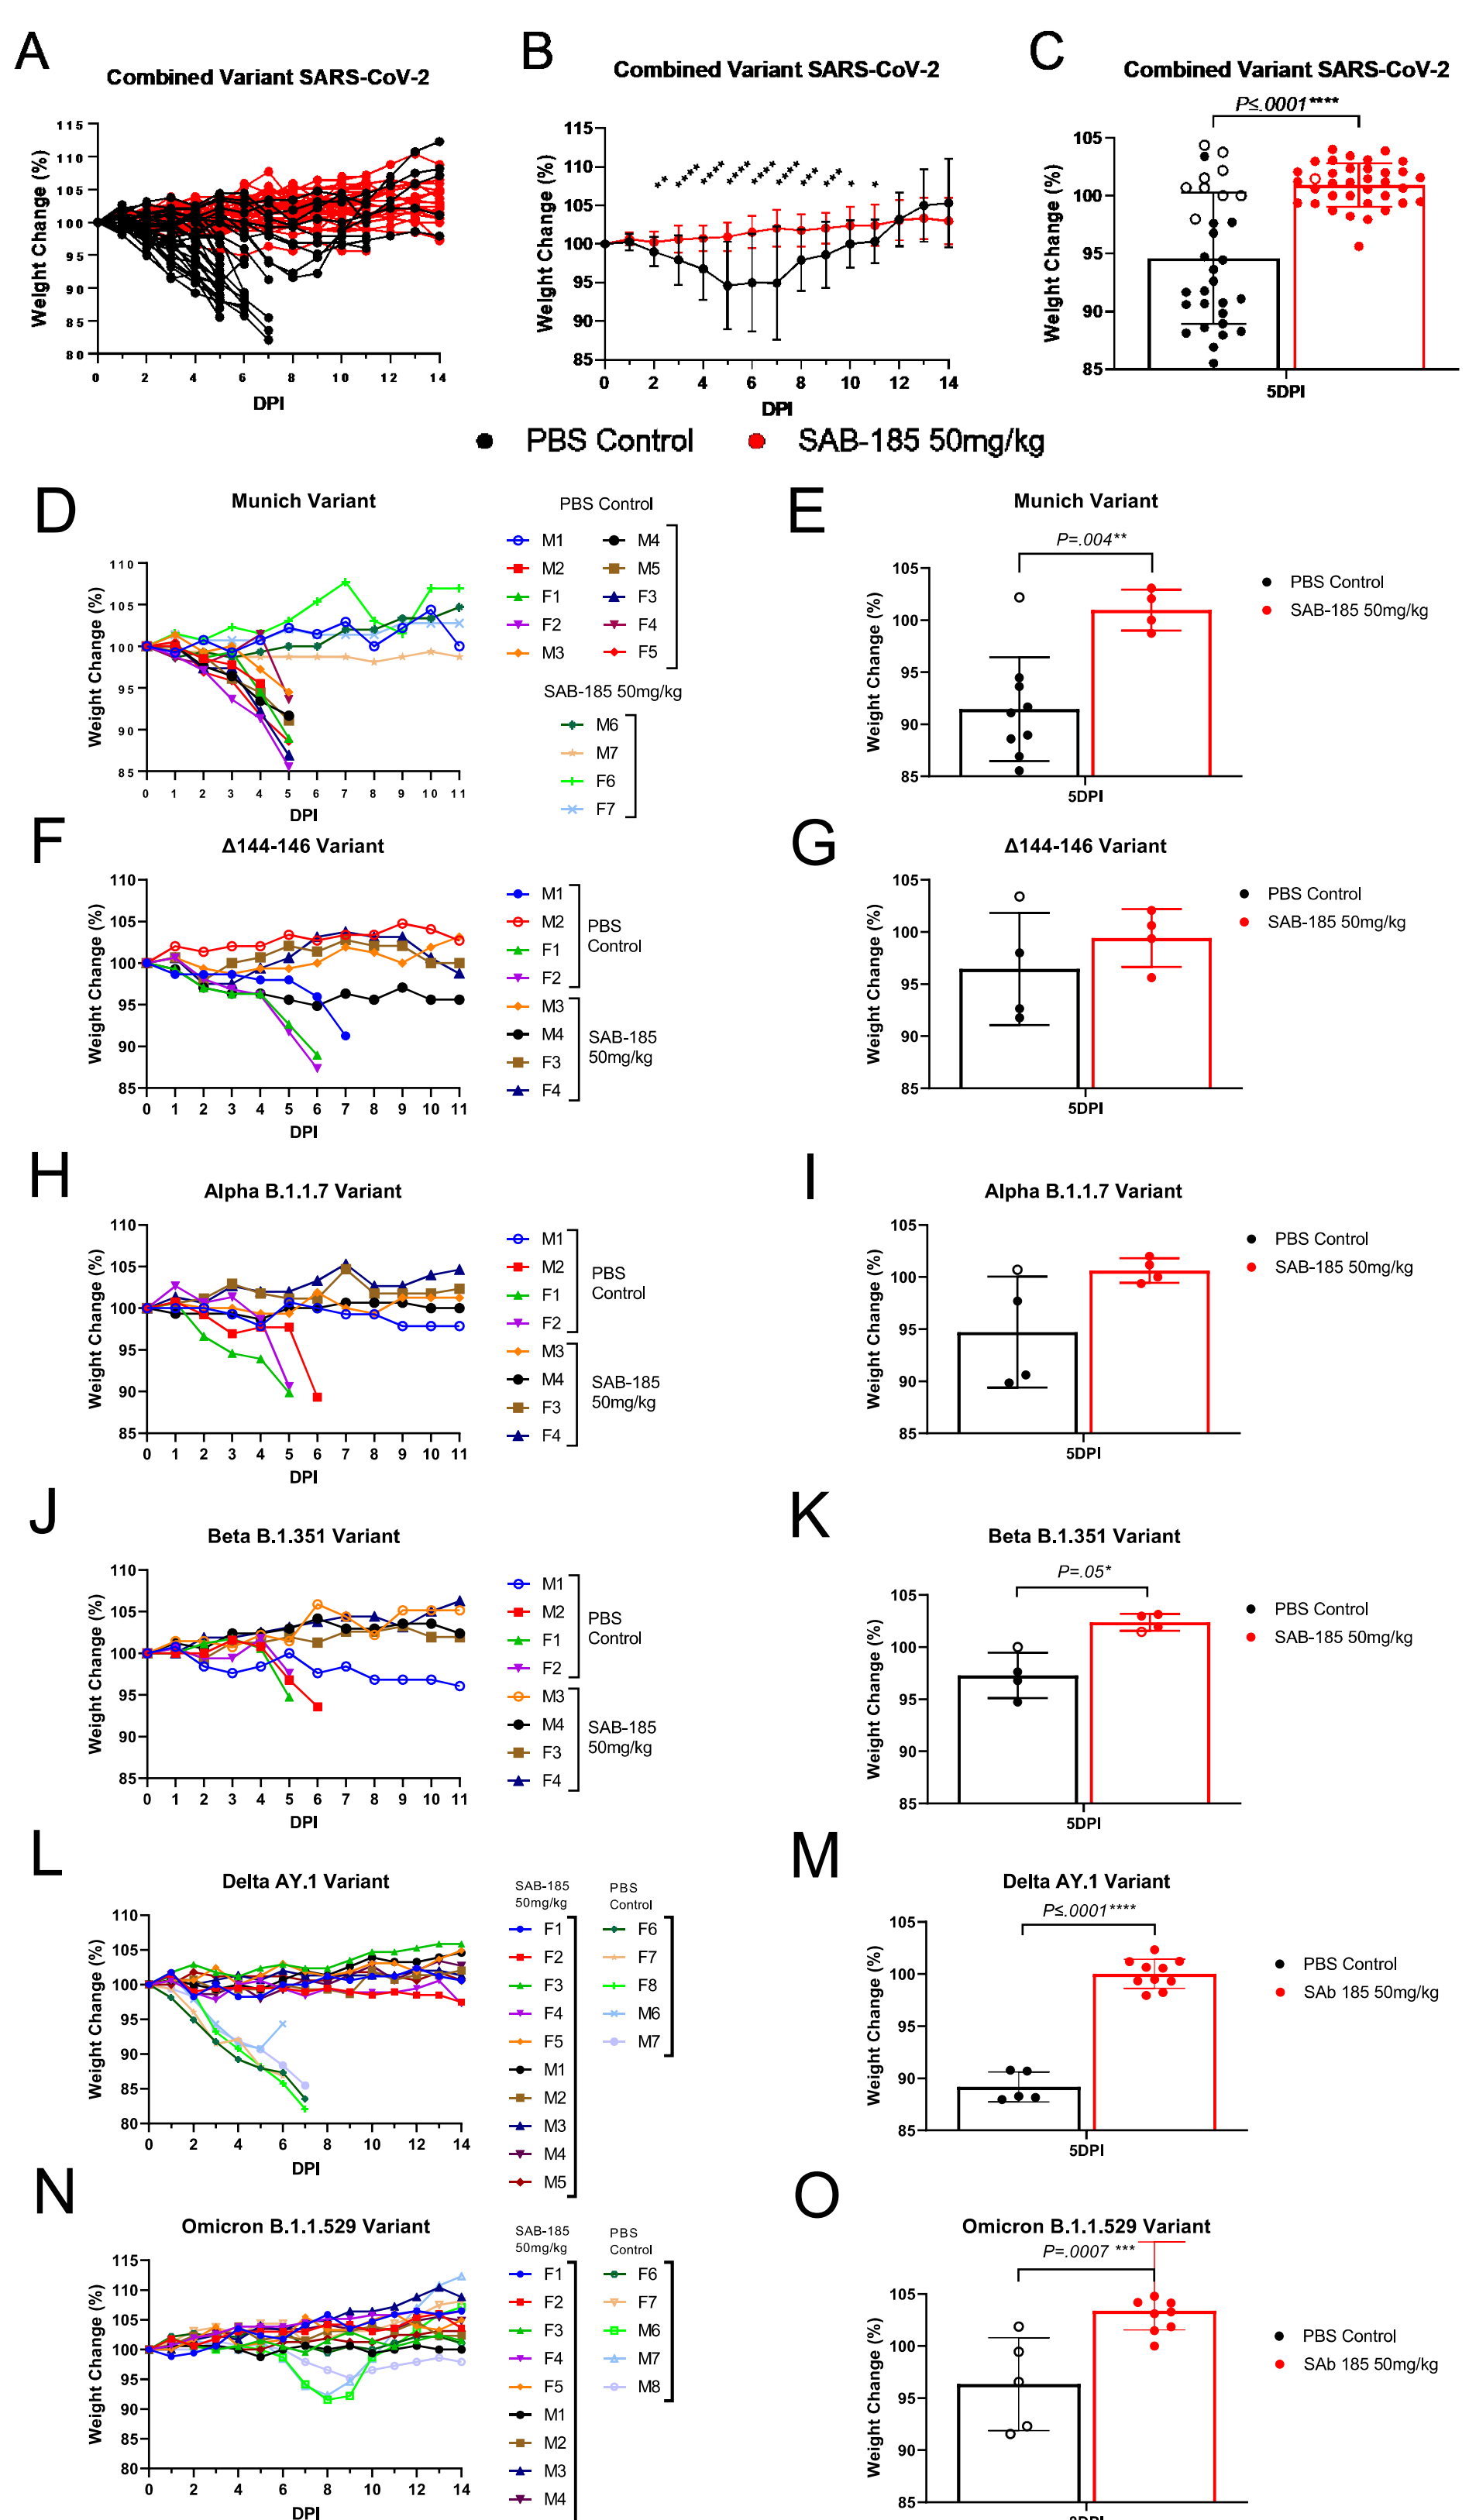 A
Combined Variant SARS-CoV-2
Weight Change (%)
115
110
105
100
95
90
85
80
0 2 4 6 8 10 12 14
DPI
B
Combined Variant SARS-CoV-2
Weight Change (%)
115
110
105
100
95
90
85
** **** **** **** **** **** *** *** * *
0 2 4 6 8 10 12 14
DPI
C
Combined Variant SARS-CoV-2
P≤.0001****
Weight Change (%)
105
100
95
90
85
5DPI
PBS Control SAB-185 50mg/kg
D
Munich Variant
Weight Change (%)
110
105
100
95
90
85
0 1 2 3 4 5 6 7 8 9 10 11
DPI
PBS Control
M1 M4
M2 M5
F1 F3
F2 F4
M3 F5
SAB-185 50mg/kg
M6
M7
F6
F7
E
Munich Variant
P=.004**
Weight Change (%)
105
100
95
90
85
5DPI
PBS Control
SAB-185 50mg/kg
F
Δ144-146 Variant
Weight Change (%)
110
105
100
95
90
85
0 1 2 3 4 5 6 7 8 9 10 11
DPI
M1
M2
F1
F2
PBS
Control
M3
M4
F3
F4
SAB-185
50mg/kg
G
Δ144-146 Variant
Weight Change (%)
105
100
95
90
85
5DPI
PBS Control
SAB-185 50mg/kg
H
Alpha B.1.1.7 Variant
Weight Change (%)
110
105
100
95
90
85
0 1 2 3 4 5 6 7 8 9 10 11
DPI
M1
M2
F1
F2
PBS
Control
M3
M4
F3
F4
SAB-185
50mg/kg
I
Alpha B.1.1.7 Variant
Weight Change (%)
105
100
95
90
85
5DPI
PBS Control
SAB-185 50mg/kg
J
Beta B.1.351 Variant
Weight Change (%)
110
105
100
95
90
85
0 1 2 3 4 5 6 7 8 9 10 11
DPI
M1
M2
F1
F2
PBS
Control
M3
M4
F3
F4
SAB-185
50mg/kg
K
Beta B.1.351 Variant
P=.05*
Weight Change (%)
105
100
95
90
85
5DPI
PBS Control
SAB-185 50mg/kg
L
Delta AY.1 Variant
Weight Change (%)
110
105
100
95
90
85
80
0 2 4 6 8 10 12 14
DPI
SAB-185
50mg/kg
F1
F2
F3
F4
F5
M1
M2
M3
M4
M5
PBS
Control
F6
F7
F8
M6
M7
M
Delta AY.1 Variant
P≤.0001****
Weight Change (%)
105
100
95
90
85
5DPI
PBS Control
SAb 185 50mg/kg
N
Omicron B.1.1.529 Variant
Weight Change (%)
115
110
105
100
95
90
85
80
0 2 4 6 8 10 12 14
DPI
SAB-185
50mg/kg
F1
F2
F3
F4
F5
M1
M2
M3
M4
PBS
Control
F6
F7
M6
M7
M8
O
Omicron B.1.1.529 Variant
P=.0007 ***
Weight Change (%)
105
100
95
90
85
PBS Control
SAb 185 50mg/kg